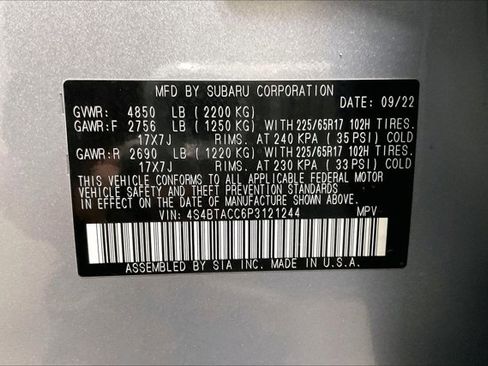 MFD BY SUBARU CORPORATION
DATE: 09/22
GVWR: 4850 LB ( 2200 KG)
GAWR:F 2756 LB ( 1250 KG) WITH 225/65R17 102H TIRES.
17X7J RIMS. AT 240 KPA ( 35 PSI) COLD
GAWR:R 2690 LB ( 1220 KG) WITH 225/65R17 102H TIRES.
17X7J RIMS. AT 230 KPA ( 33 PSI) COLD
THIS VEHICLE CONFORMS TO ALL APPLICABLE FEDERAL MOTOR
VEHICLE SAFETY AND THEFT PREVENTION STANDARDS
IN EFFECT ON THE DATE OF MANUFACTURE SHOWN ABOVE.
VIN: 4S4BTACC6P3121244 MPV
ASSEMBLED BY SIA INC. MADE IN U.S.A.